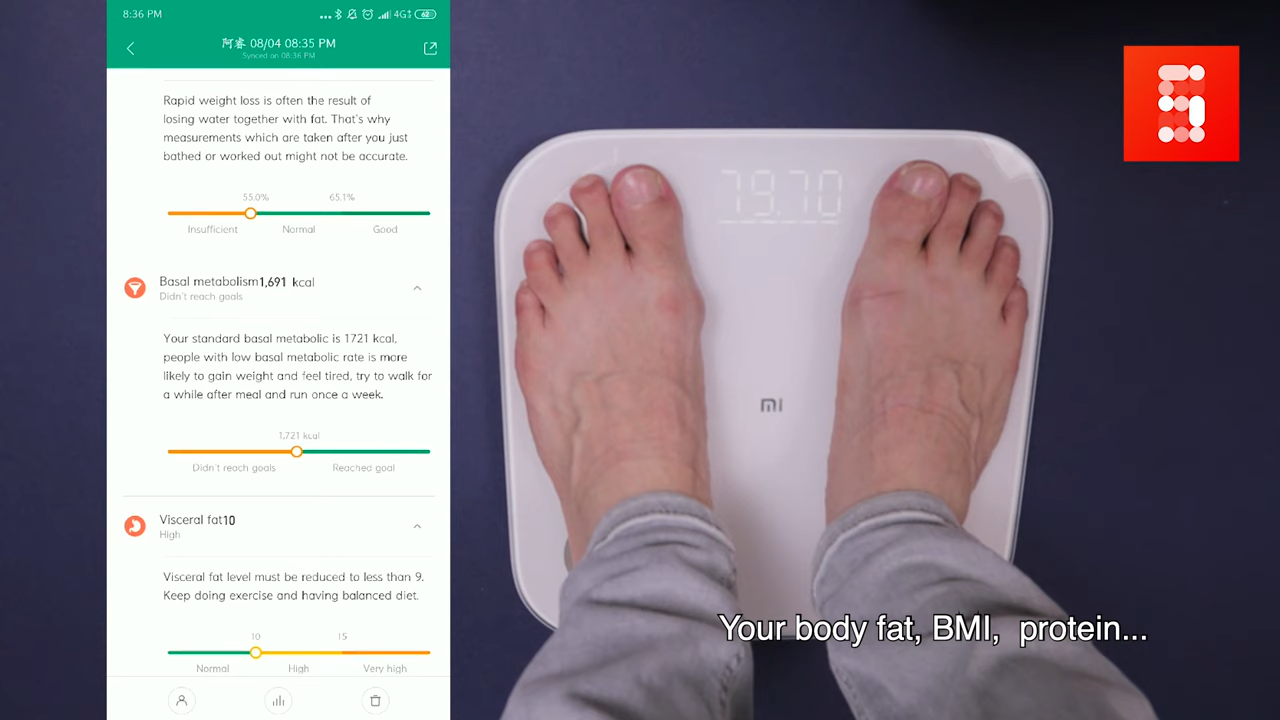 8:36 PM
4G
62
阿睿 08/04 08:35 PM
Synced on 08:36 PM
Rapid weight loss is often the result of
losing water together with fat. That's why
measurements which are taken after you just
bathed or worked out might not be accurate.
55.0% 65.1%
Insufficient Normal Good
Basal metabolism1,691 kcal
Didn't reach goals
Your standard basal metabolic is 1721 kcal,
people with low basal metabolic rate is more
likely to gain weight and feel tired, try to walk for
a while after meal and run once a week.
1,721 kcal
Didn't reach goals Reached goal
Visceral fat10
High
Visceral fat level must be reduced to less than 9.
Keep doing exercise and having balanced diet.
10 15
Normal High Very high
79.70
mi
Your body fat, BMI, protein...